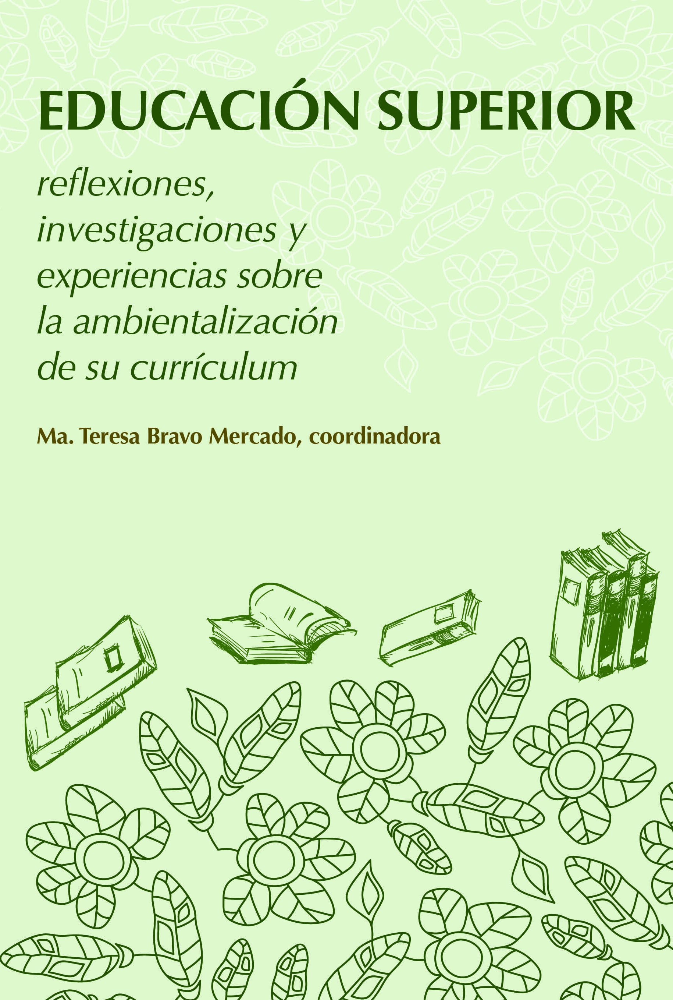 EDUCACIÓN SUPERIOR
reflexiones,
investigaciones y
experiencias sobre
la ambientalización
de su currículum
Ma. Teresa Bravo Mercado, coordinadora